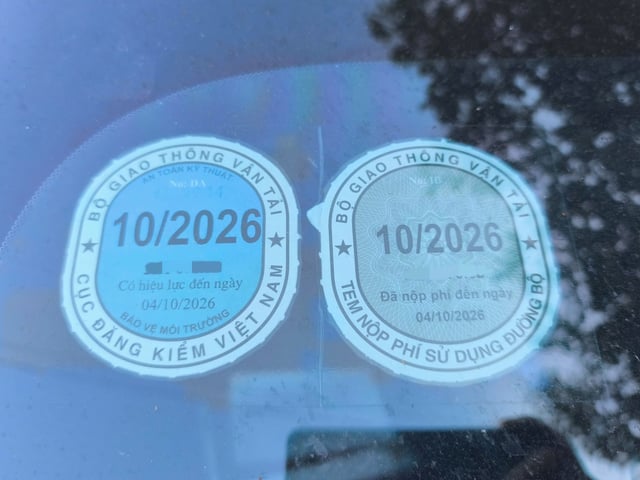 BỘ GIAO THÔNG VẬN TẢI
AN TOÀN KỸ THUẬT
No: DA
10/2026
Có hiệu lực đến ngày
04/10/2026
BẢO VỆ MÔI TRƯỜNG
CỤC ĐĂNG KIỂM VIỆT NAM
BỘ GIAO THÔNG VẬN TẢI
10/2026
Đã nộp phí đến ngày
04/10/2026
TEM NỘP PHÍ SỬ DỤNG ĐƯỜNG BỘ